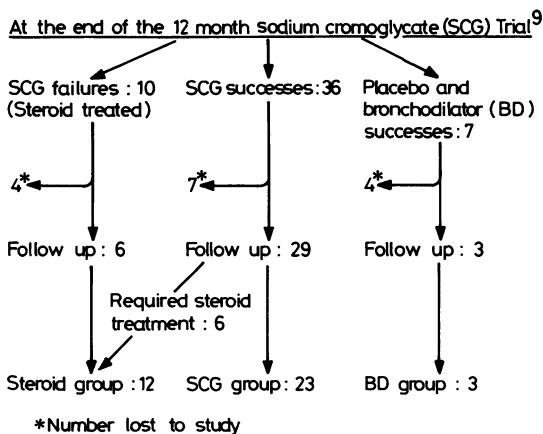 At the end of the 12 month sodium cromoglycate (SCG) Trial9
SCG failures : 10
(Steroid treated)
SCG successes: 36
Placebo and
bronchodilator (BD)
successes: 7
4*
7*
4*
Follow up : 6
Follow up : 29
Follow up : 3
Required steroid
treatment : 6
Steroid group : 12
SCG group : 23
BD group : 3
*Number lost to study